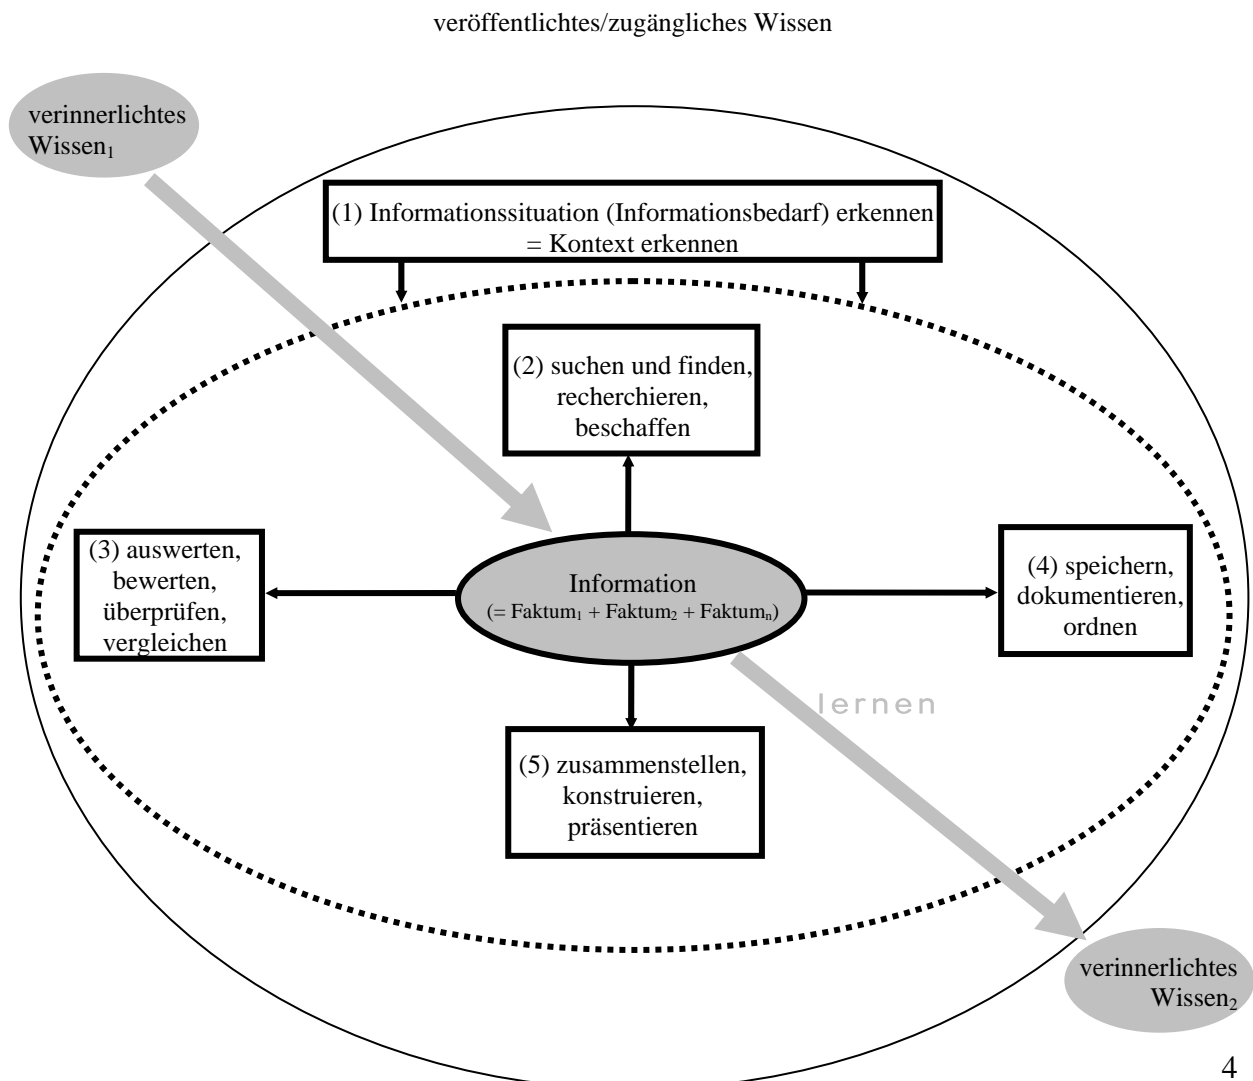 veröffentlichtes/zugängliches Wissen
verinnerlichtes
Wissen₁
(1) Informationssituation (Informationsbedarf) erkennen
= Kontext erkennen
(2) suchen und finden,
recherchieren,
beschaffen
(3) auswerten,
bewerten,
überprüfen,
vergleichen
Information
(= Faktum₁ + Faktum₂ + Faktumₙ)
(4) speichern,
dokumentieren,
ordnen
lernen
(5) zusammenstellen,
konstruieren,
präsentieren
verinnerlichtes
Wissen₂
4